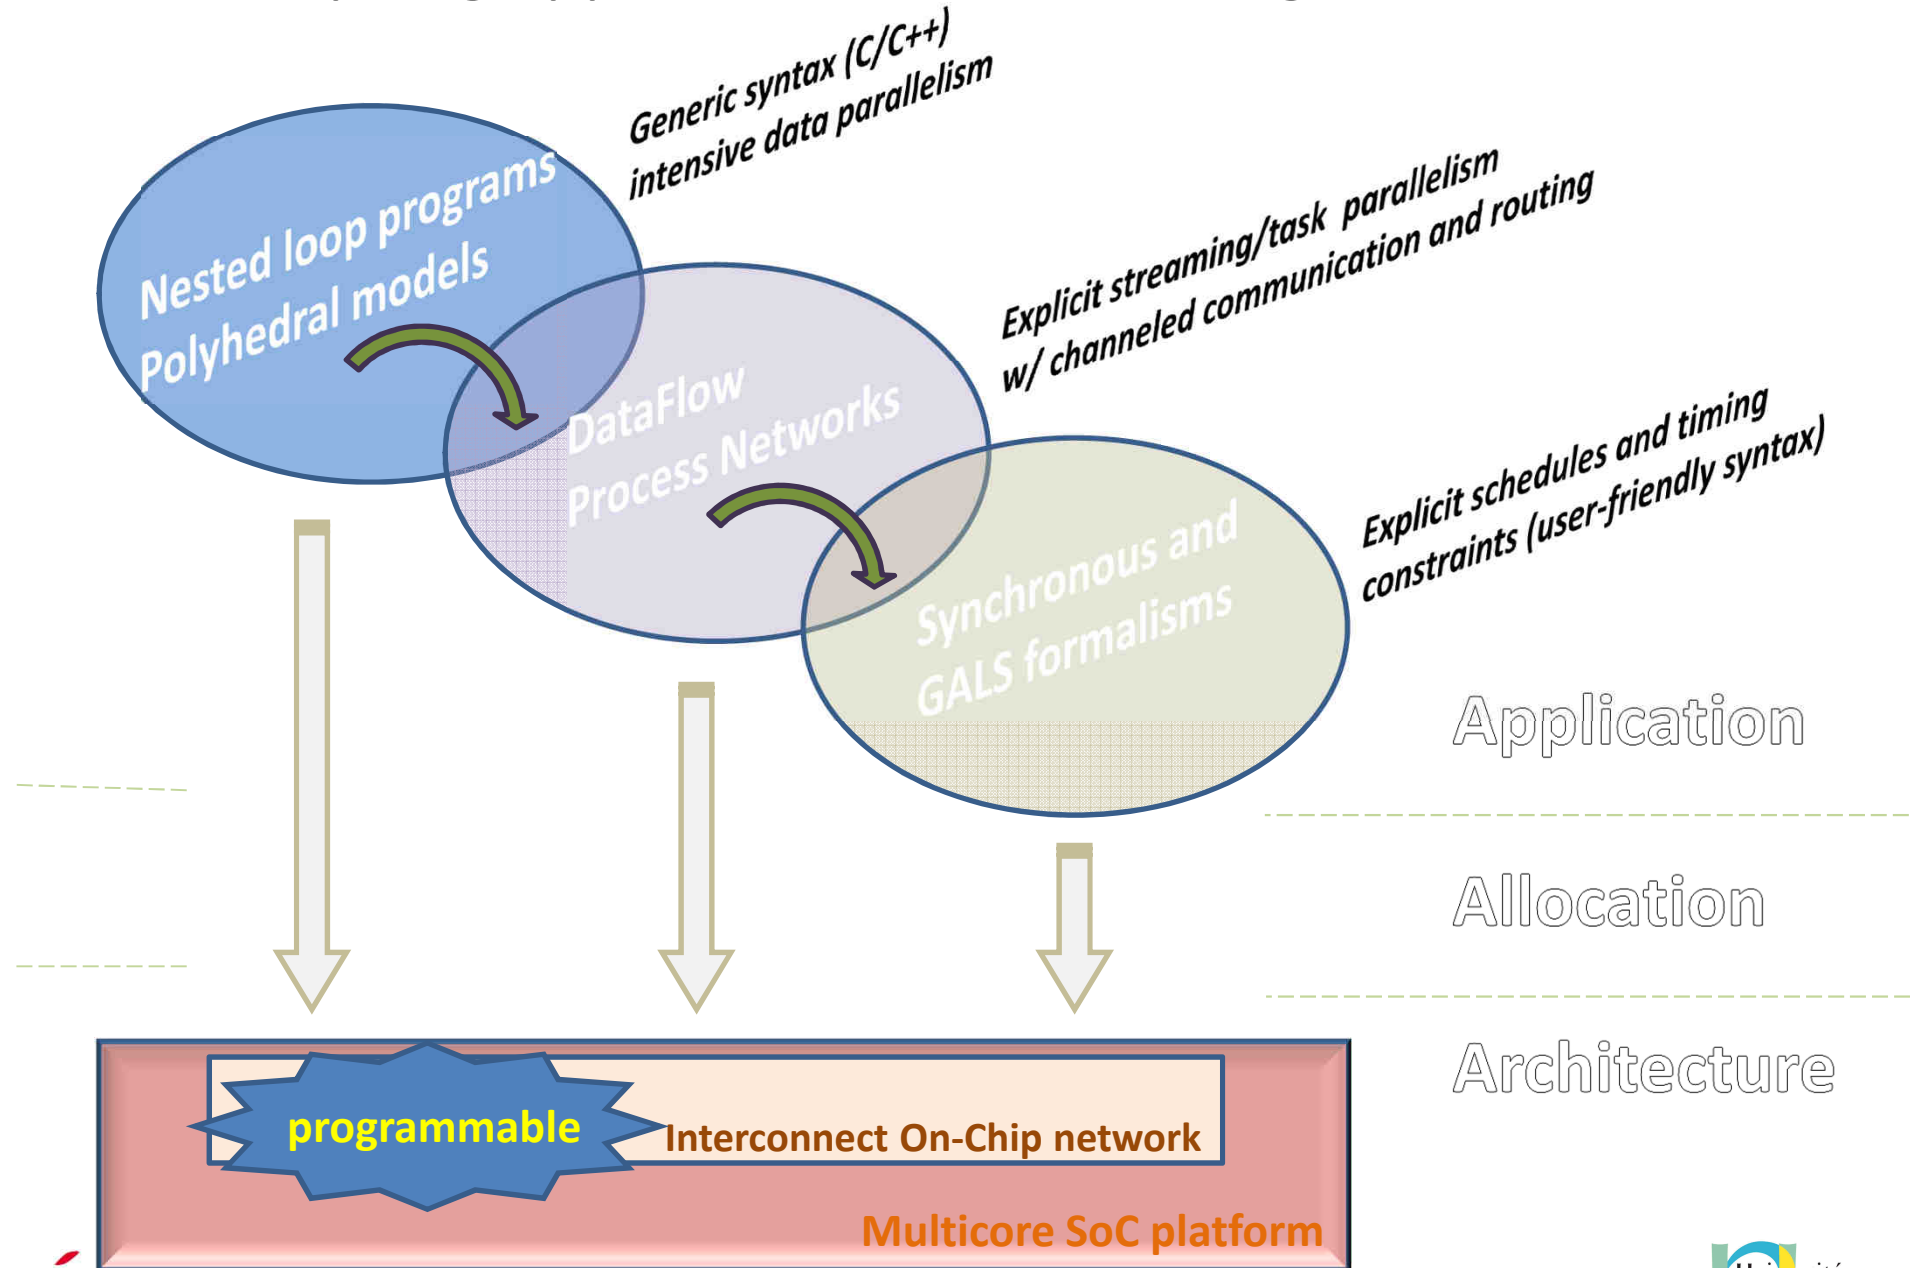 Generic syntax (C/C++)
intensive data parallelism
Nested loop programs
Polyhedral models
Explicit streaming/task parallelism
w/ channeled communication and routing
DataFlow
Process Networks
Explicit schedules and timing
constraints (user-friendly syntax)
Synchronous and
GALS formalisms
Application
Allocation
Architecture
programmable
Interconnect On-Chip network
Multicore SoC platform